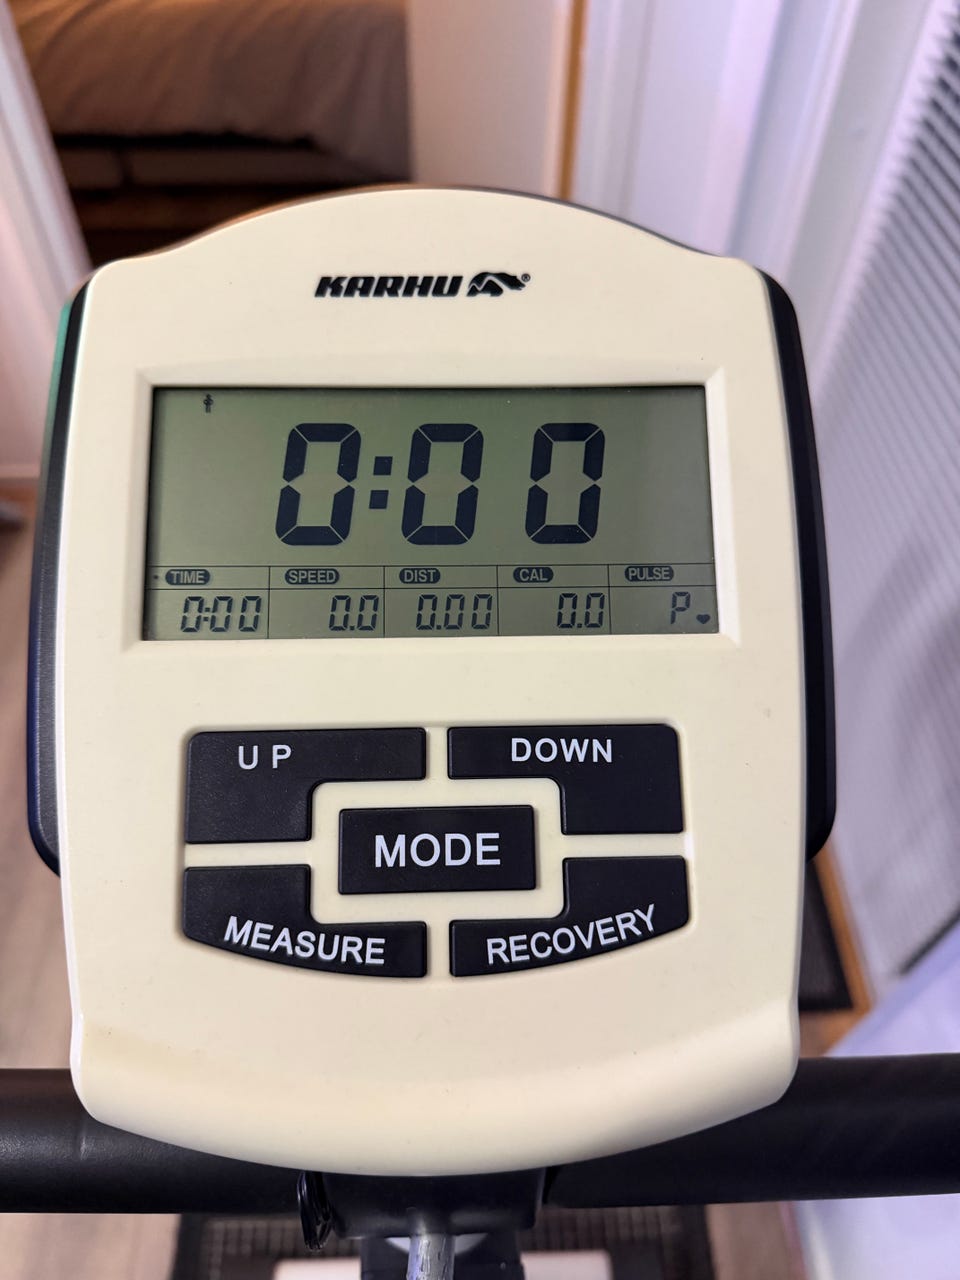 KARHU®
0:00
TIME SPEED DIST CAL PULSE
0:00 0.0 0.00 0.0 P
UP DOWN
MODE
MEASURE RECOVERY